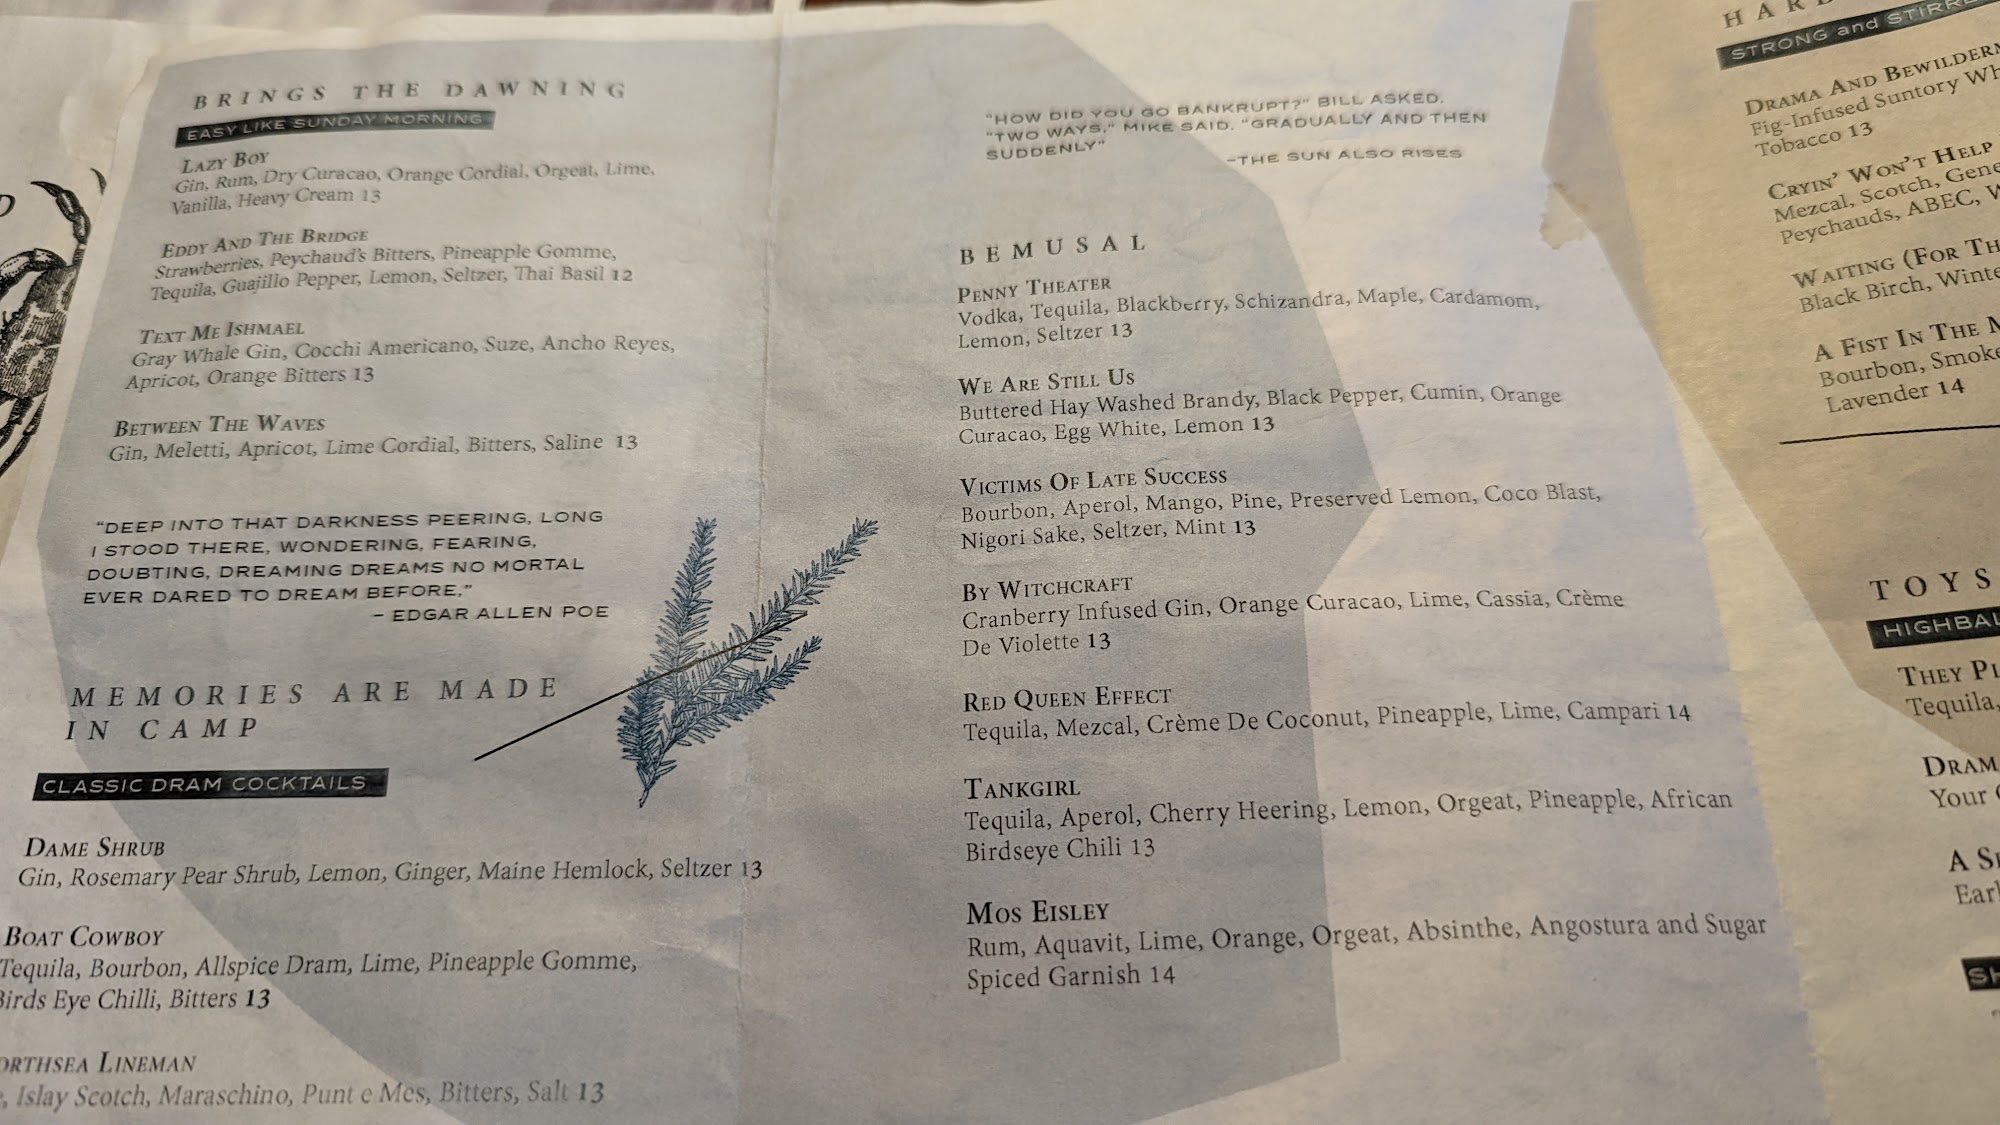 BRINGS THE DAWNING
EASY LIKE SUNDAY MORNING
LAZY BOY
Gin, Rum, Dry Curacao, Orange Cordial, Orgeat, Lime,
Vanilla, Heavy Cream 13
EDDY AND THE BRIDGE
Strawberries, Peychaud's Bitters, Pineapple Gomme,
Tequila, Guajillo Pepper, Lemon, Seltzer, Thai Basil 12
TEXT ME ISHMAEL
Gray Whale Gin, Cocchi Americano, Suze, Ancho Reyes,
Apricot, Orange Bitters 13
BETWEEN THE WAVES
Gin, Meletti, Apricot, Lime Cordial, Bitters, Saline 13
"DEEP INTO THAT DARKNESS PEERING, LONG
I STOOD THERE, WONDERING, FEARING,
DOUBTING, DREAMING DREAMS NO MORTAL
EVER DARED TO DREAM BEFORE,"
– EDGAR ALLEN POE
MEMORIES ARE MADE
IN CAMP
CLASSIC DRAM COCKTAILS
DAME SHRUB
Gin, Rosemary Pear Shrub, Lemon, Ginger, Maine Hemlock, Seltzer 13
BOAT COWBOY
Tequila, Bourbon, Allspice Dram, Lime, Pineapple Gomme,
Birds Eye Chilli, Bitters 13
LINEMAN
Islay Scotch, Maraschino, Punt e Mes, Bitters, Salt 13
"HOW DID YOU GO BANKRUPT?" BILL ASKED.
"TWO WAYS," MIKE SAID. "GRADUALLY AND THEN
SUDDENLY"
–THE SUN ALSO RISES
BEMUSAL
PENNY THEATER
Vodka, Tequila, Blackberry, Schizandra, Maple, Cardamom,
Lemon, Seltzer 13
WE ARE STILL US
Buttered Hay Washed Brandy, Black Pepper, Cumin, Orange
Curacao, Egg White, Lemon 13
VICTIMS OF LATE SUCCESS
Bourbon, Aperol, Mango, Pine, Preserved Lemon, Coco Blast,
Nigori Sake, Seltzer, Mint 13
BY WITCHCRAFT
Cranberry Infused Gin, Orange Curacao, Lime, Cassia, Crème
De Violette 13
RED QUEEN EFFECT
Tequila, Mezcal, Crème De Coconut, Pineapple, Lime, Campari 14
TANKGIRL
Tequila, Aperol, Cherry Heering, Lemon, Orgeat, Pineapple, African
Birdseye Chili 13
MOS EISLEY
Rum, Aquavit, Lime, Orange, Orgeat, Absinthe, Angostura and Sugar
Spiced Garnish 14
STRONG and
DRAMA AND
Fig-Infused Suntory
Tobacco 13
CRYIN' WON'T HELP
Mezcal, Scotch,
Peychauds, ABEC,
WAITING (FOR
Black Birch,
A FIST IN THE
Bourbon,
Lavender 14
TOYS
THEY
Tequila,
DRAM
Your
A